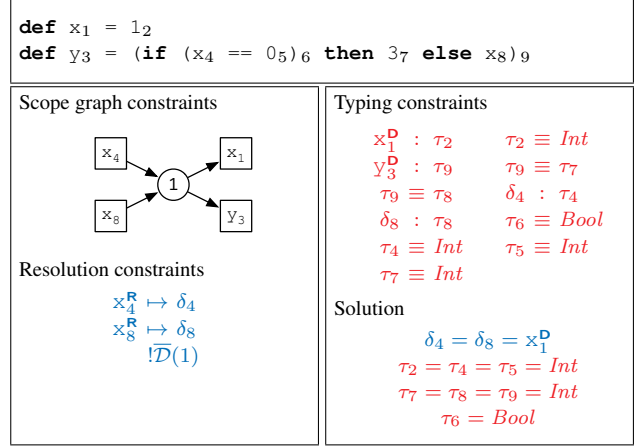 def x₁ = 1₂
def y₃ = (if (x₄ == 0₅)₆ then 3₇ else x₈)₉
Scope graph constraints
x₄ x₁
1
x₈ y₃
Resolution constraints
x₄ᴿ ↦ δ₄
x₈ᴿ ↦ δ₈
!D̅(1)
Typing constraints
x₁ᴰ : τ₂ τ₂ ≡ Int
y₃ᴰ : τ₉ τ₉ ≡ τ₇
τ₉ ≡ τ₈ δ₄ : τ₄
δ₈ : τ₈ τ₆ ≡ Bool
τ₄ ≡ Int τ₅ ≡ Int
τ₇ ≡ Int
Solution
δ₄ = δ₈ = x₁ᴰ
τ₂ = τ₄ = τ₅ = Int
τ₇ = τ₈ = τ₉ = Int
τ₆ = Bool